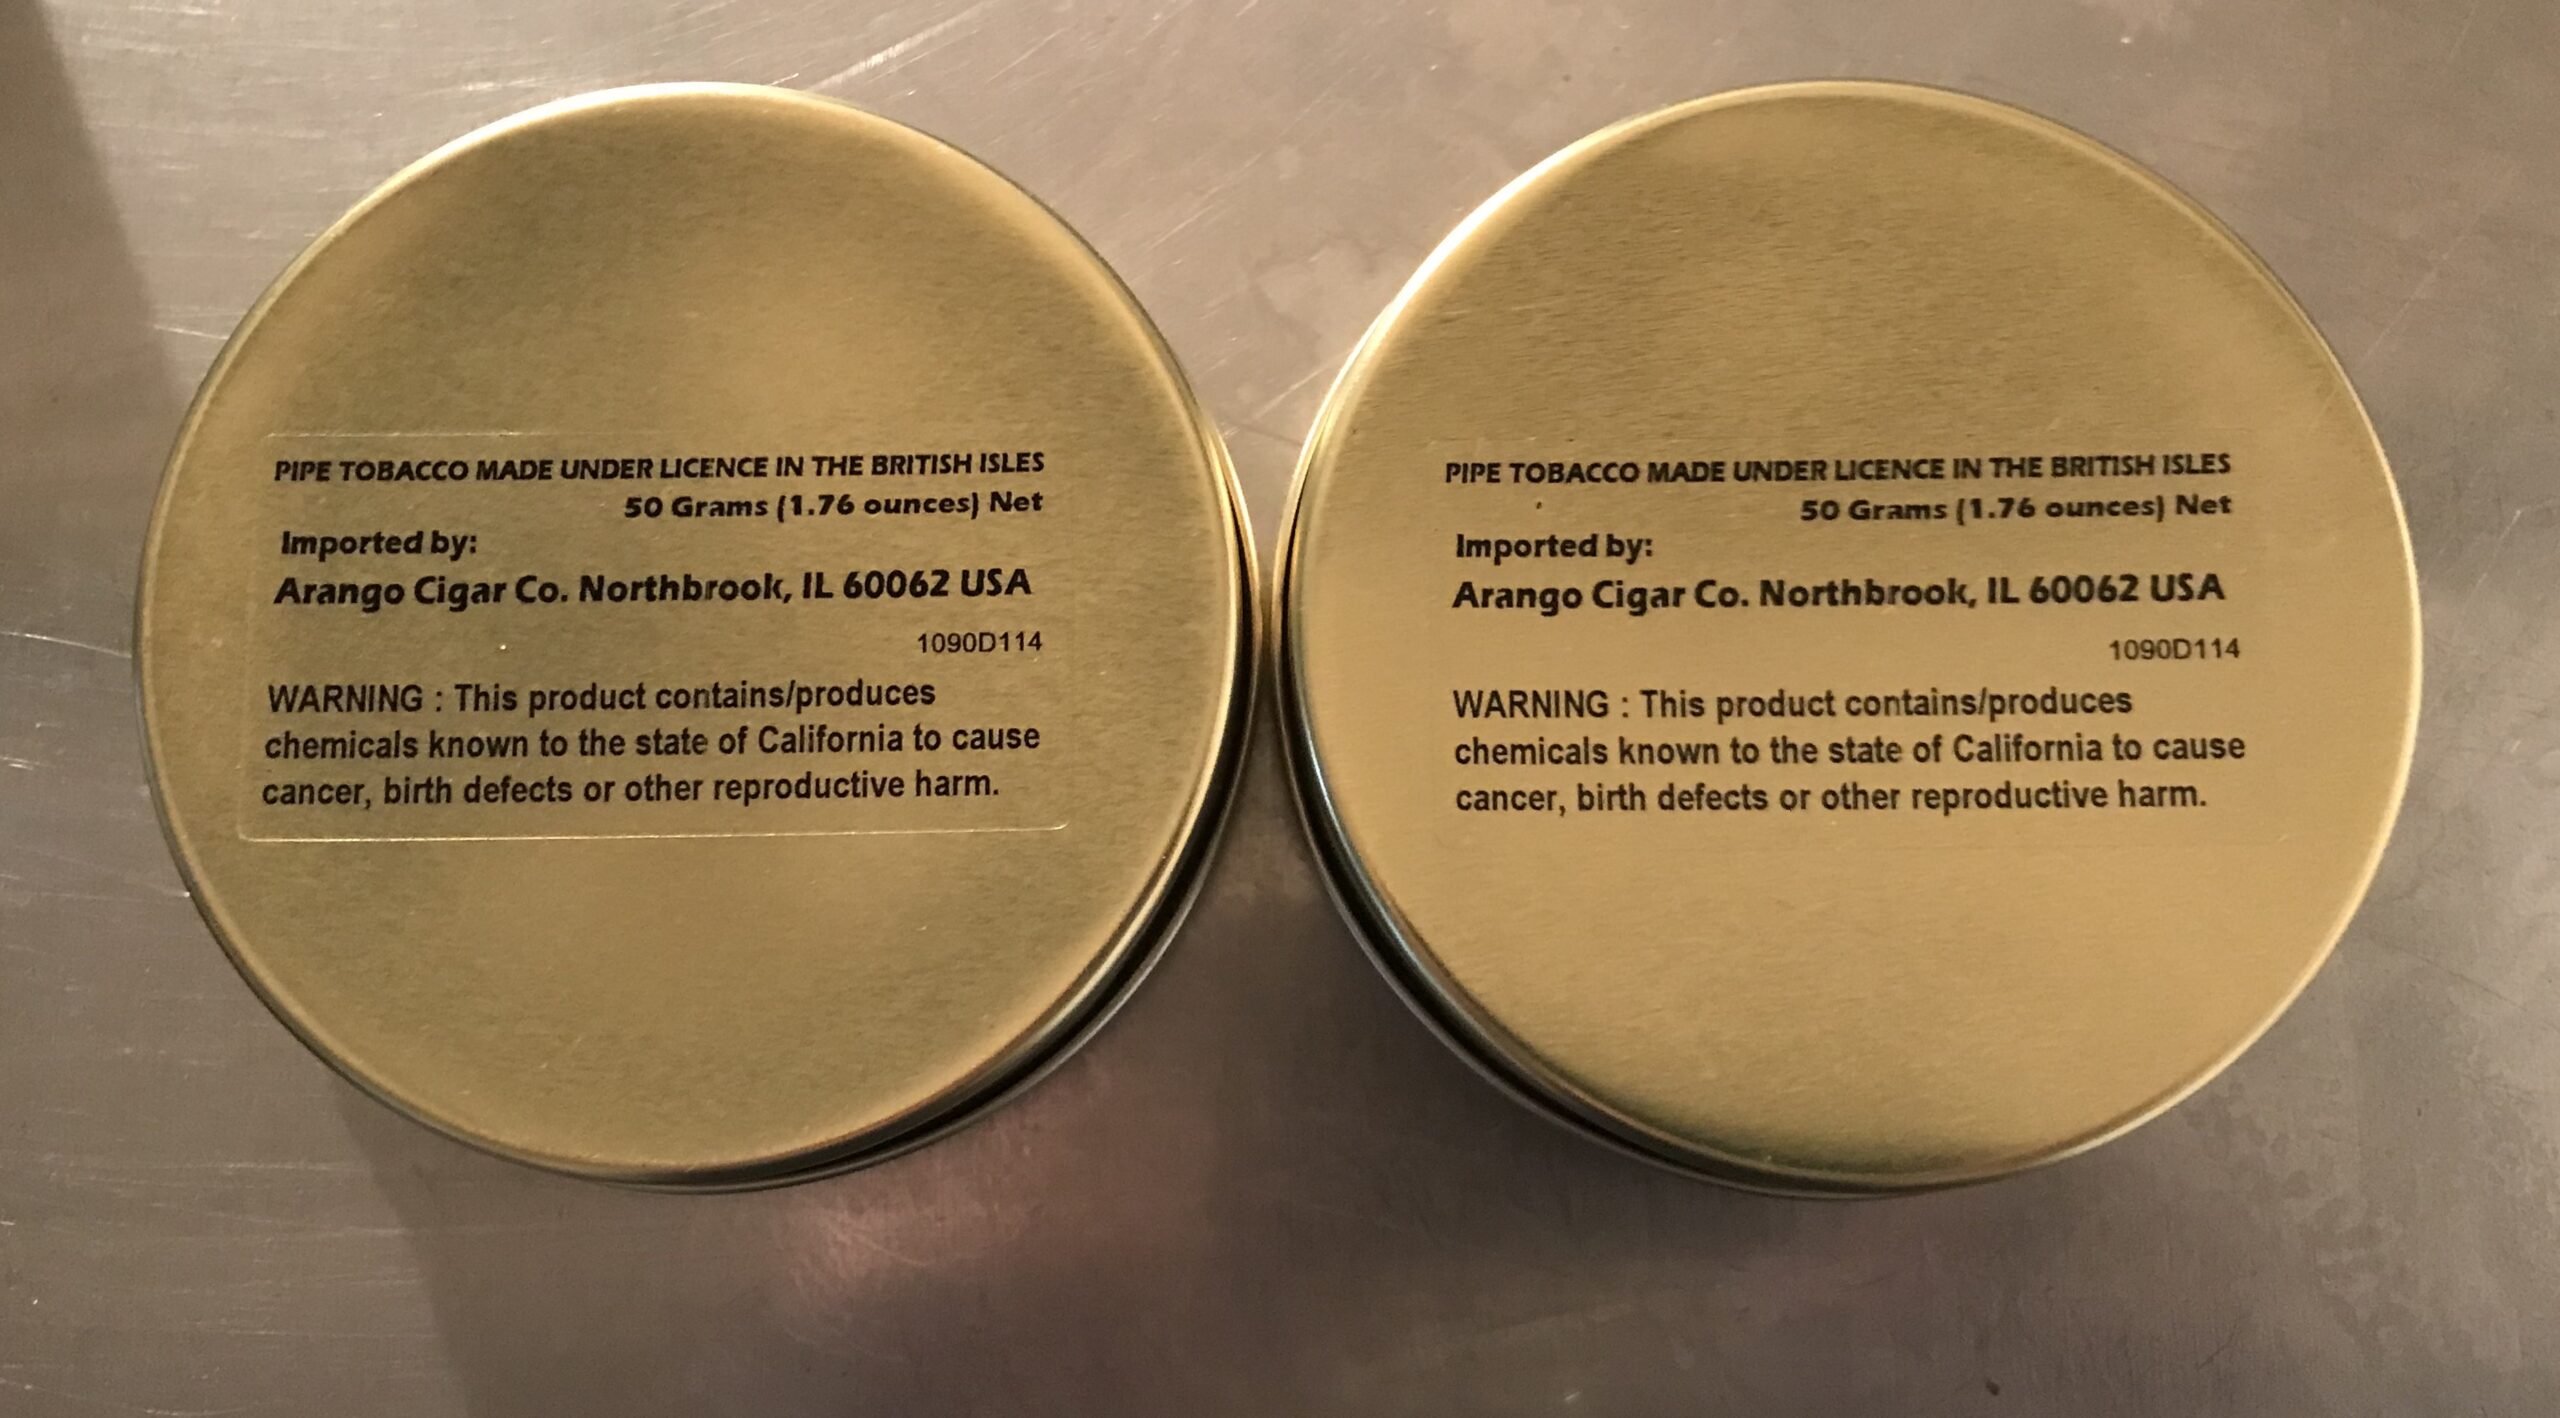 PIPE TOBACCO MADE UNDER LICENCE IN THE BRITISH ISLES
50 Grams (1.76 ounces) Net
Imported by:
Arango Cigar Co. Northbrook, IL 60062 USA
1090D114
WARNING : This product contains/produces
chemicals known to the state of California to cause
cancer, birth defects or other reproductive harm.
PIPE TOBACCO MADE UNDER LICENCE IN THE BRITISH ISLES
50 Grams (1.76 ounces) Net
Imported by:
Arango Cigar Co. Northbrook, IL 60062 USA
1090D114
WARNING : This product contains/produces
chemicals known to the state of California to cause
cancer, birth defects or other reproductive harm.